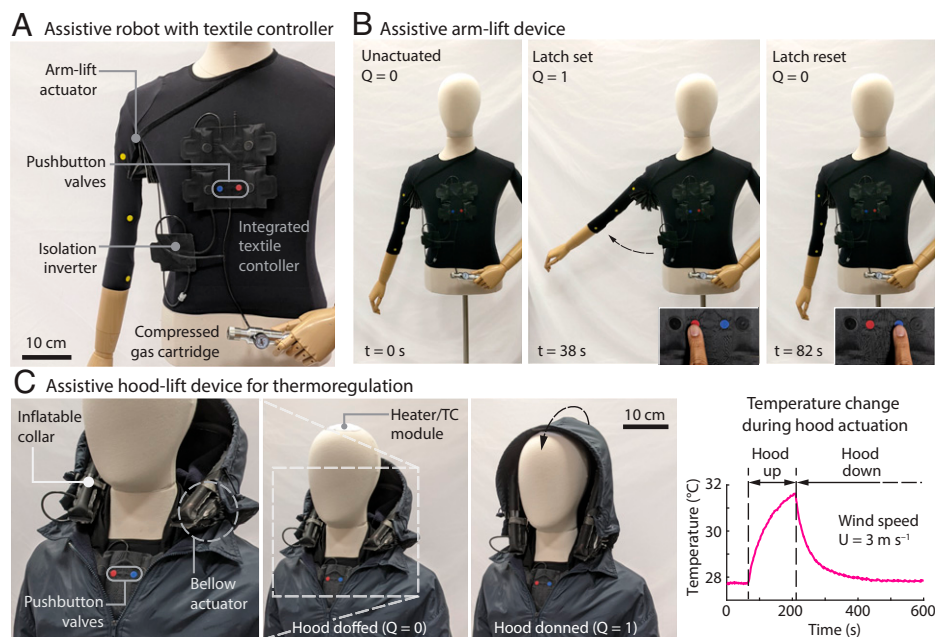 A Assistive robot with textile controller
Arm-lift
actuator
Pushbutton
valves
Isolation
inverter
Integrated
textile
contoller
Compressed
gas cartridge
10 cm
B Assistive arm-lift device
Unactuated
Q = 0
t = 0 s
Latch set
Q = 1
t = 38 s
Latch reset
Q = 0
t = 82 s
C Assistive hood-lift device for thermoregulation
Inflatable
collar
Pushbutton
valves
Bellow
actuator
Heater/TC
module
Hood doffed (Q = 0)
10 cm
Hood donned (Q = 1)
Temperature change
during hood actuation
Hood
up
Hood
down
Wind speed
U = 3 m s⁻¹
Temperature (°C)
32
30
28
0 200 400 600
Time (s)